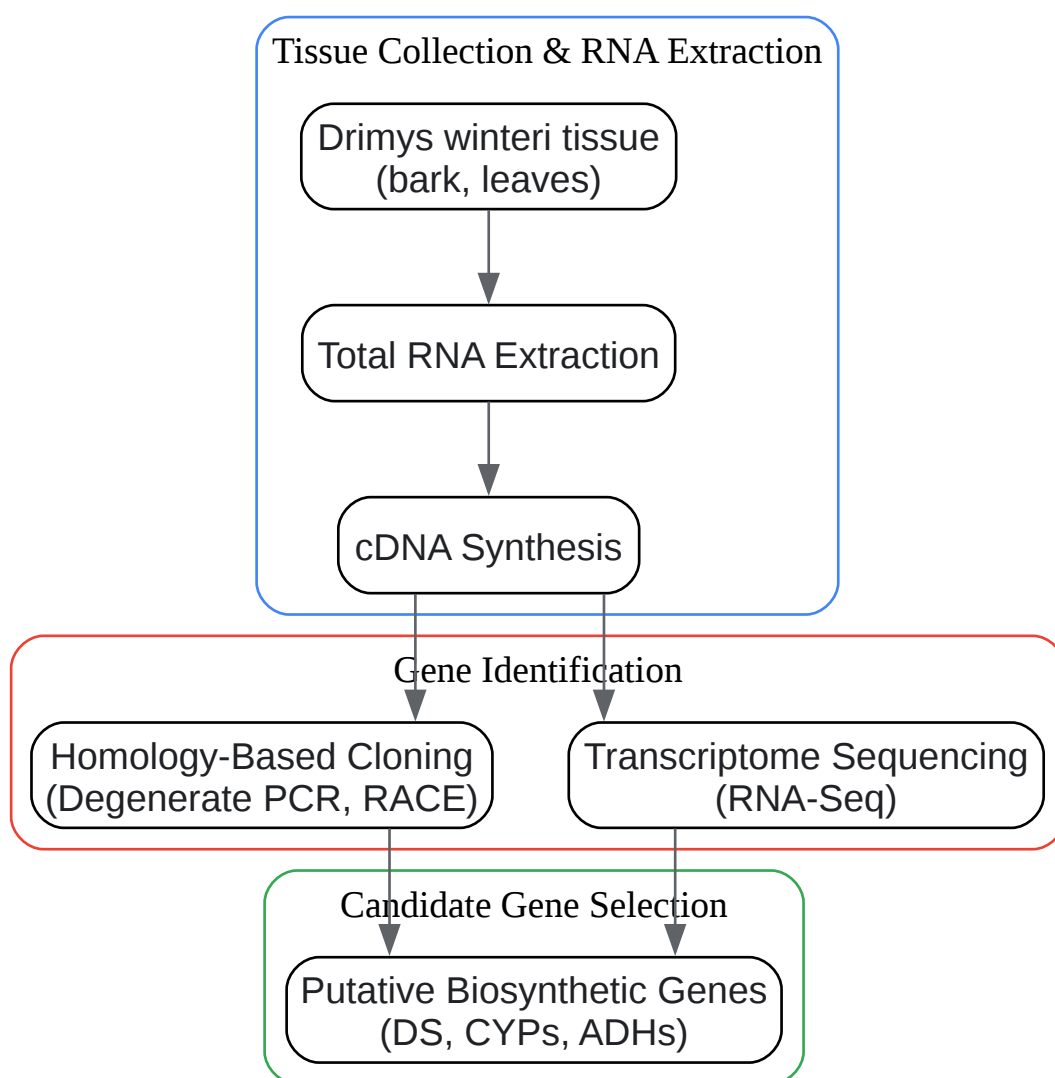 Tissue Collection & RNA Extraction
Drimys winteri tissue
(bark, leaves)
Total RNA Extraction
cDNA Synthesis
Gene Identification
Homology-Based Cloning
(Degenerate PCR, RACE)
Transcriptome Sequencing
(RNA-Seq)
Candidate Gene Selection
Putative Biosynthetic Genes
(DS, CYPs, ADHs)